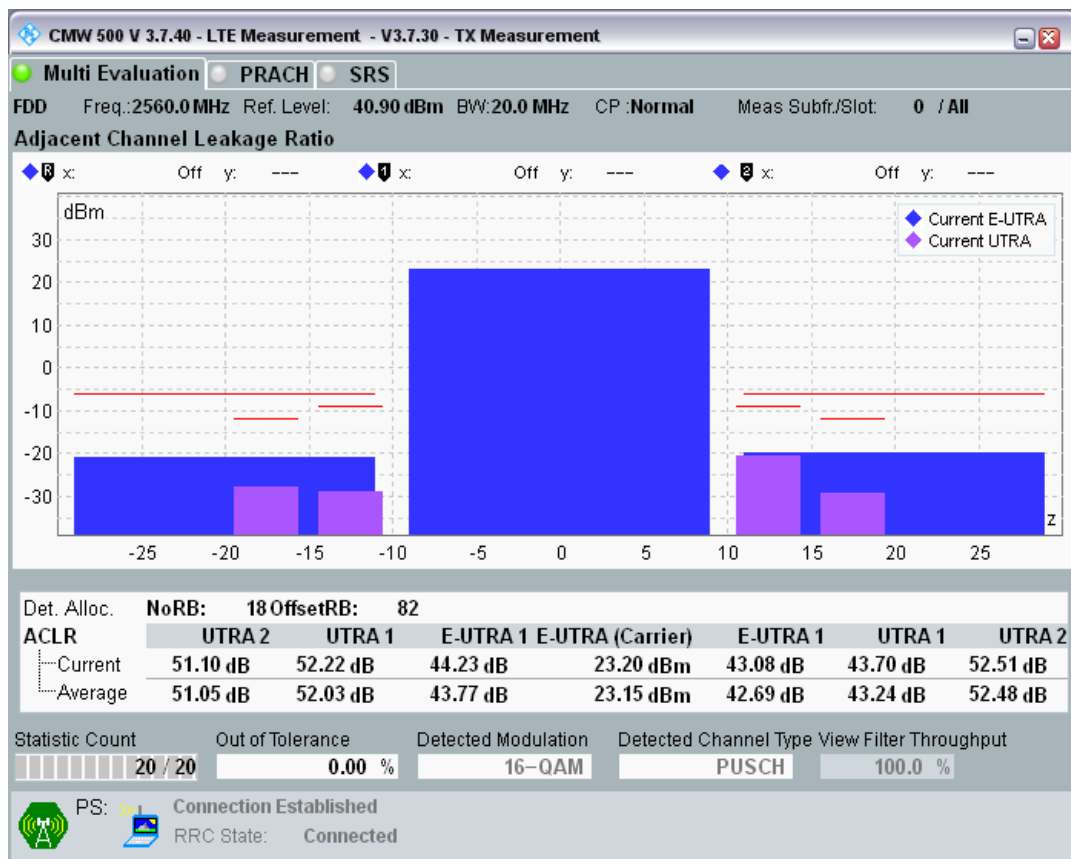 CMW 500 V 3.7.40 - LTE Measurement - V3.7.30 - TX Measurement
Multi Evaluation PRACH SRS
FDD Freq.:2560.0 MHz Ref. Level: 40.90 dBm BW:20.0 MHz CP :Normal Meas Subfr./Slot: 0 / All
Adjacent Channel Leakage Ratio
R x: Off y: --- 1 x: Off y: --- 2 x: Off y: ---
dBm
Current E-UTRA
Current UTRA
30
20
10
0
-10
-20
-30
z
-25 -20 -15 -10 -5 0 5 10 15 20 25
Det. Alloc. NoRB: 18 OffsetRB: 82
ACLR UTRA 2 UTRA 1 E-UTRA 1 E-UTRA (Carrier) E-UTRA 1 UTRA 1 UTRA 2
Current 51.10 dB 52.22 dB 44.23 dB 23.20 dBm 43.08 dB 43.70 dB 52.51 dB
Average 51.05 dB 52.03 dB 43.77 dB 23.15 dBm 42.69 dB 43.24 dB 52.48 dB
Statistic Count Out of Tolerance Detected Modulation Detected Channel Type View Filter Throughput
20 / 20 0.00 % 16-QAM PUSCH 100.0 %
PS: Connection Established
RRC State: Connected